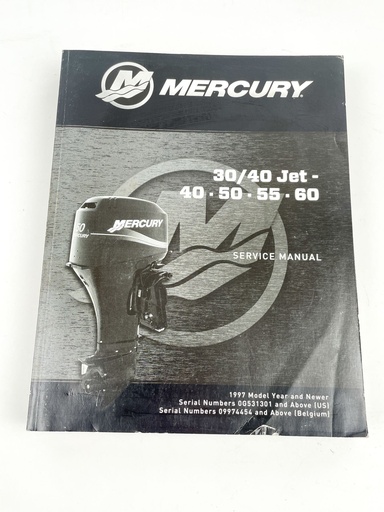 MERCURY
30/40 Jet -
40 · 50 · 55 · 60
SERVICE MANUAL
MERCURY
MERCURY
1997 Model Year and Newer
Serial Numbers 0G531301 and Above (US)
Serial Numbers 09974454 and Above (Belgium)